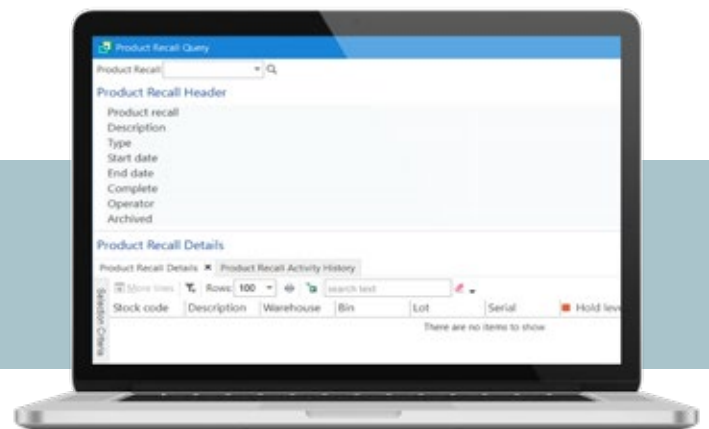 Product Recall Query
Product Recall
Product Recall Header
Product recall
Description
Type
Start date
End date
Complete
Operator
Archived
Product Recall Details
Product Recall Details Product Recall Activity History
More rows Rows: 100 search text
Selection Criteria
Stock code Description Warehouse Bin Lot Serial Hold leve
There are no items to show